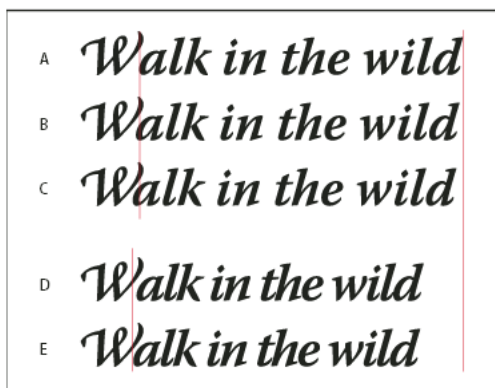 A Walk in the wild
B Walk in the wild
C Walk in the wild
D Walk in the wild
E Walk in the wild